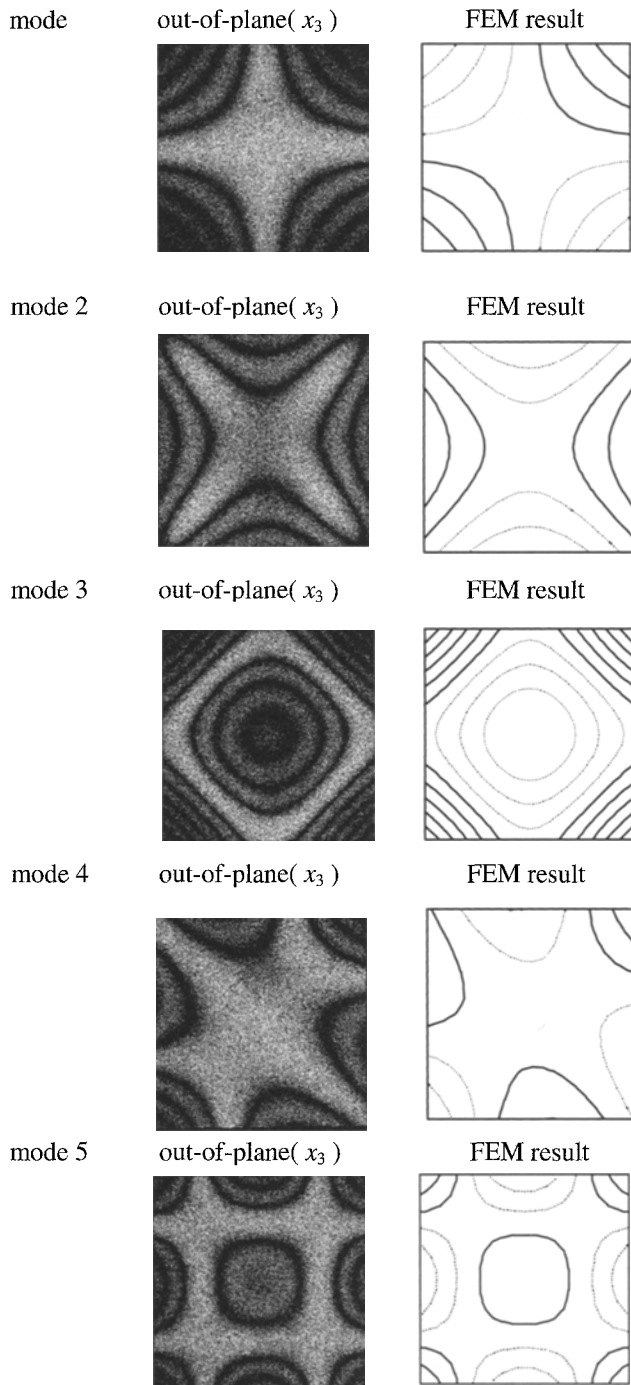 mode out-of-plane( x₃ ) FEM result
mode 2 out-of-plane( x₃ ) FEM result
mode 3 out-of-plane( x₃ ) FEM result
mode 4 out-of-plane( x₃ ) FEM result
mode 5 out-of-plane( x₃ ) FEM result